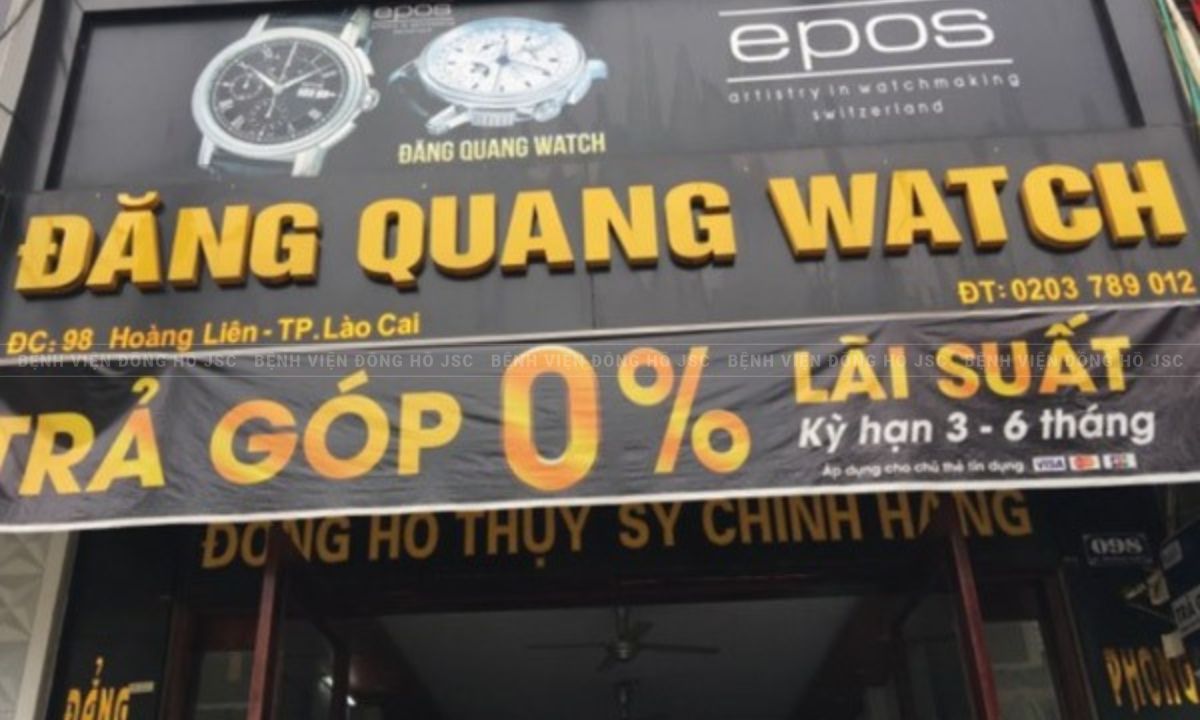 epos
epos
artistry in watchmaking
switzerland
ĐĂNG QUANG WATCH
ĐĂNG QUANG WATCH
ĐT: 0203 789 012
ĐC: 98 Hoàng Liên - TP.Lào Cai
BỆNH VIỆN ĐỒNG HỒ JSC BỆNH VIỆN ĐỒNG HỒ JSC BỆNH VIỆN ĐỒNG HỒ JSC BỆNH VIỆN ĐỒNG HỒ JSC BỆNH VIỆN ĐỒNG HỒ JSC
TRẢ GÓP 0% LÃI SUẤT
Kỳ hạn 3 - 6 tháng
Áp dụng cho chủ thẻ tín dụng VISA
ĐỒNG HỒ THỤY SỸ CHÍNH HÃNG
098
ĐẲNG
PHONG